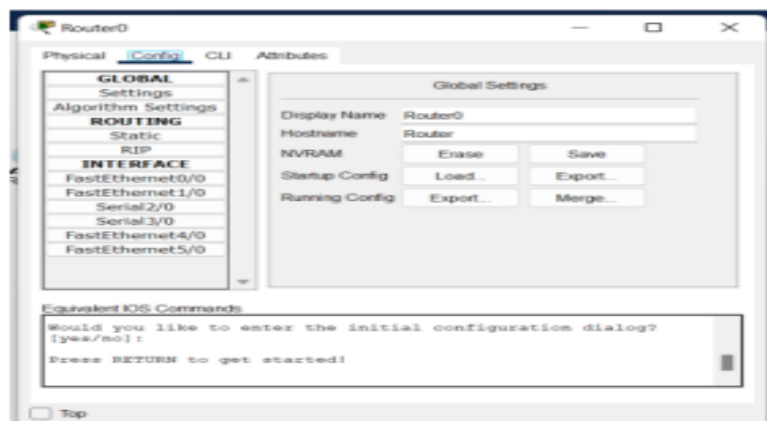 Router0
Physical Config CLI Attributes
GLOBAL
Settings
Algorithm Settings
ROUTING
Static
RIP
INTERFACE
FastEthernet0/0
FastEthernet1/0
Serial2/0
Serial3/0
FastEthernet4/0
FastEthernet5/0
Global Settings
Display Name Router0
Hostname Router
NVRAM Erase Save
Startup Config Load... Export...
Running Config Export... Merge...
Equivalent IOS Commands
Would you like to enter the initial configuration dialog?
[yes/no]:
Press RETURN to get started!
Top